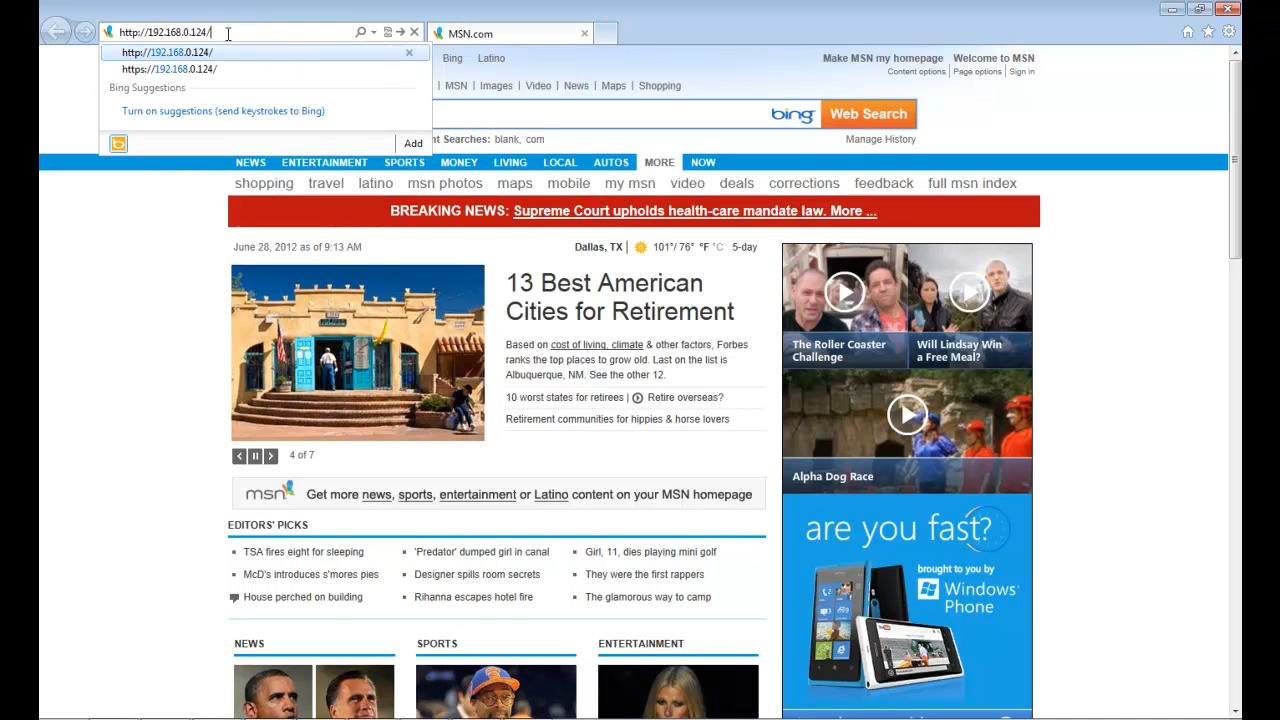 http://192.168.0.124/
MSN.com
http://192.168.0.124/
https://192.168.0.124/
Bing Suggestions
Turn on suggestions (send keystrokes to Bing)
Add
Bing Latino
Make MSN my homepage Welcome to MSN
Content options Page options Sign in
MSN Images Video News Maps Shopping
bing Web Search
Searches: blank, com
Manage History
NEWS ENTERTAINMENT SPORTS MONEY LIVING LOCAL AUTOS MORE NOW
shopping travel latino msn photos maps mobile my msn video deals corrections feedback full msn index
BREAKING NEWS: Supreme Court upholds health-care mandate law. More ...
June 28, 2012 as of 9:13 AM
Dallas, TX 101°/ 76° °F °C 5-day
13 Best American
Cities for Retirement
Based on cost of living, climate & other factors, Forbes
ranks the top places to grow old. Last on the list is
Albuquerque, NM. See the other 12.
10 worst states for retirees | Retire overseas?
Retirement communities for hippies & horse lovers
4 of 7
The Roller Coaster
Challenge
Will Lindsay Win
a Free Meal?
Alpha Dog Race
msn Get more news, sports, entertainment or Latino content on your MSN homepage
EDITORS' PICKS
TSA fires eight for sleeping
'Predator' dumped girl in canal
Girl, 11, dies playing mini golf
McD's introduces s'mores pies
Designer spills room secrets
They were the first rappers
House perched on building
Rihanna escapes hotel fire
The glamorous way to camp
are you fast?
brought to you by
Windows
Phone
NEWS SPORTS ENTERTAINMENT